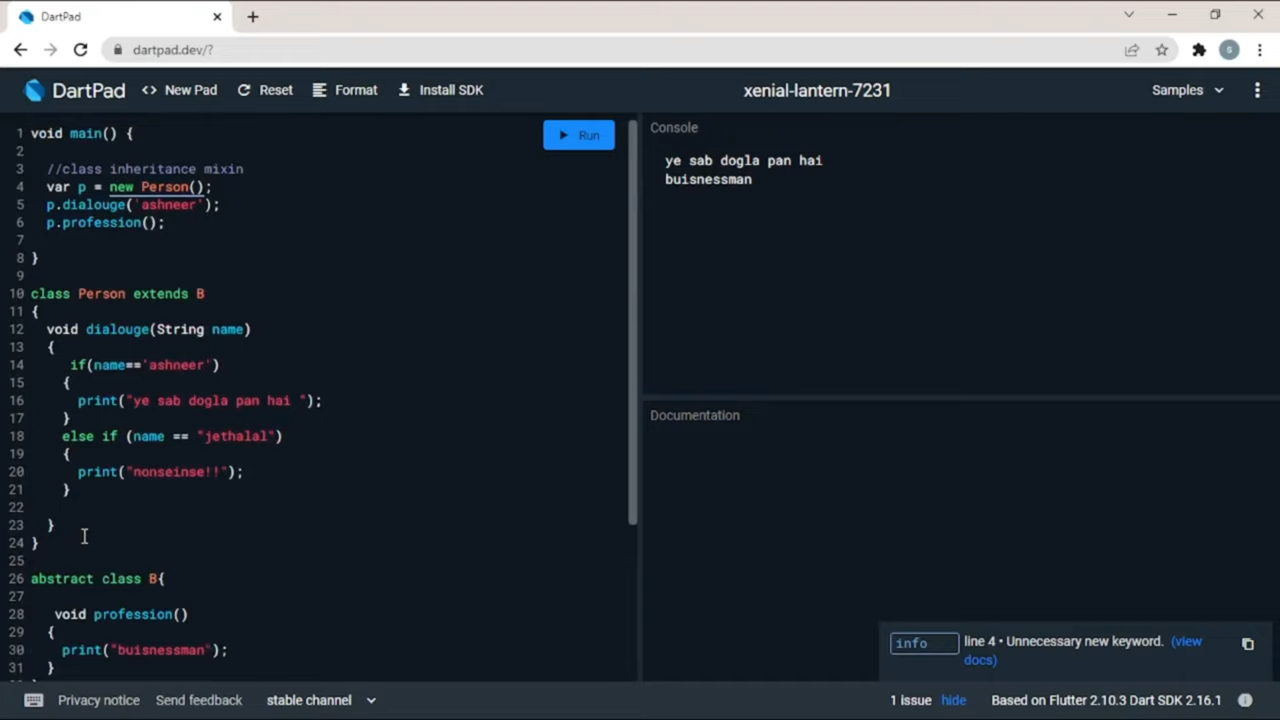 DartPad
dartpad.dev/?
S
DartPad
<> New Pad
Reset
Format
Install SDK
xenial-lantern-7231
Samples
1 void main() {
2
3 //class inheritance mixin
4 var p = new Person();
5 p.dialouge('ashneer');
6 p.profession();
7
8 }
9
10 class Person extends B
11 {
12 void dialouge(String name)
13 {
14 if(name=='ashneer')
15 {
16 print("ye sab dogla pan hai ");
17 }
18 else if (name == "jethalal")
19 {
20 print("nonseinse!!");
21 }
22
23 }
24 }
25
26 abstract class B{
27
28 void profession()
29 {
30 print("buisnessman");
31 }
Run
Console
ye sab dogla pan hai
buisnessman
Documentation
info line 4 • Unnecessary new keyword. (view
docs)
Privacy notice
Send feedback
stable channel
1 issue hide
Based on Flutter 2.10.3 Dart SDK 2.16.1